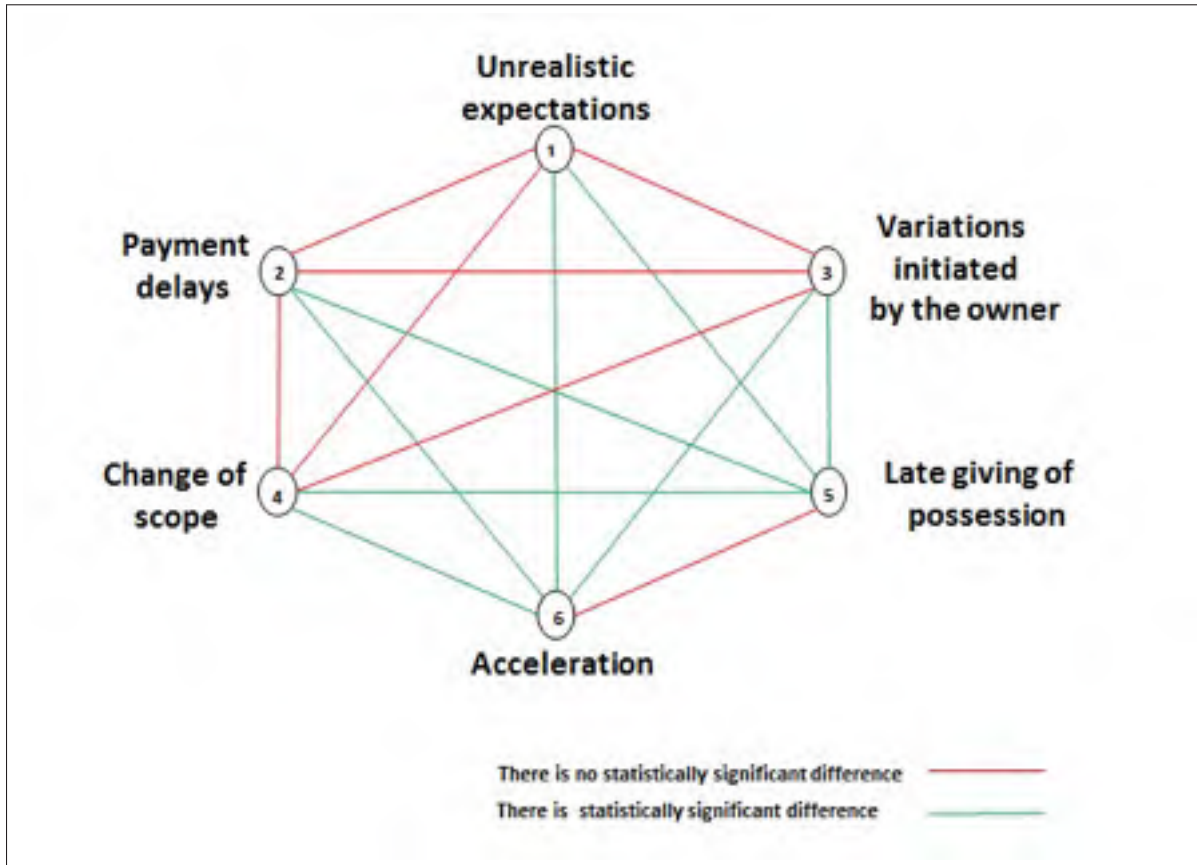 Unrealistic
expectations
1
Payment
delays
2
3
Variations
initiated
by the owner
Change of
scope
4
5
Late giving of
possession
6
Acceleration
There is no statistically significant difference
There is statistically significant difference